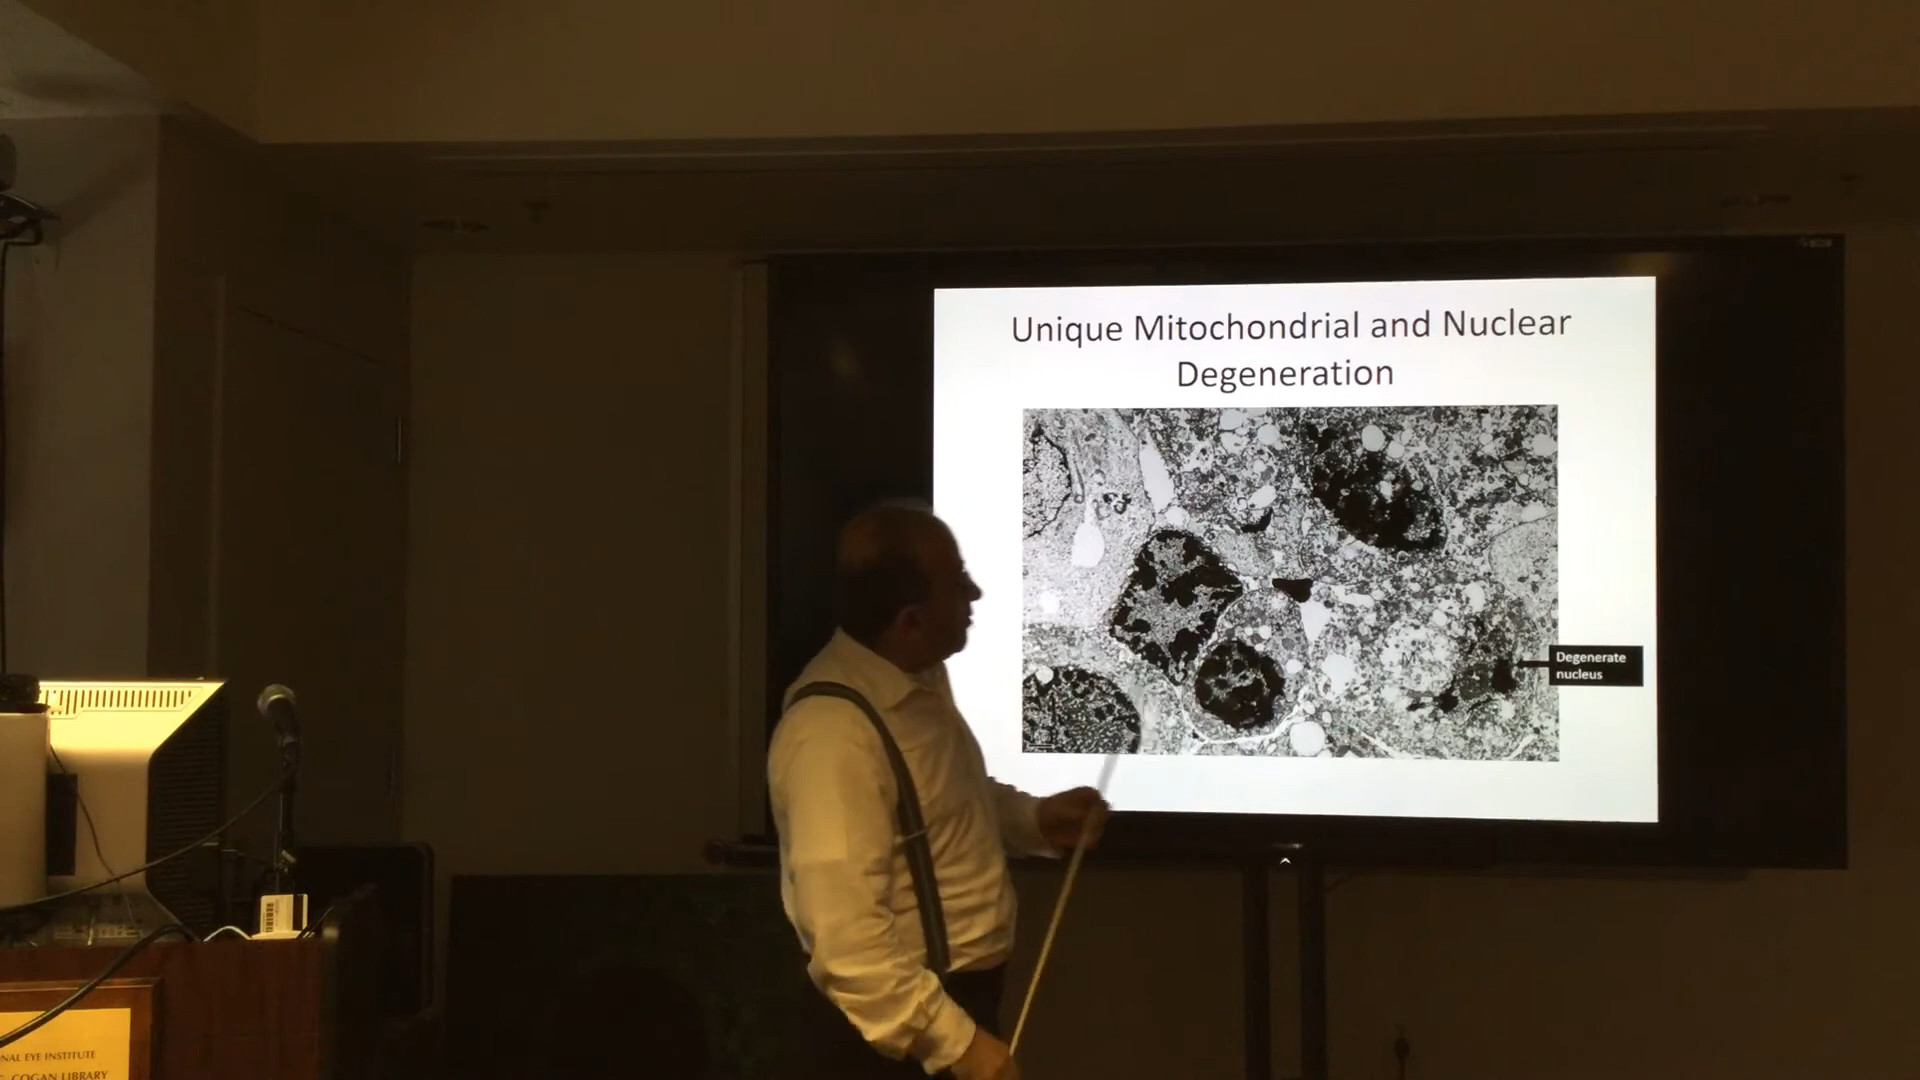 Unique Mitochondrial and Nuclear
Degeneration
M
Degenerate
nucleus
NAL EYE INSTITUTE
COGAN LIBRARY